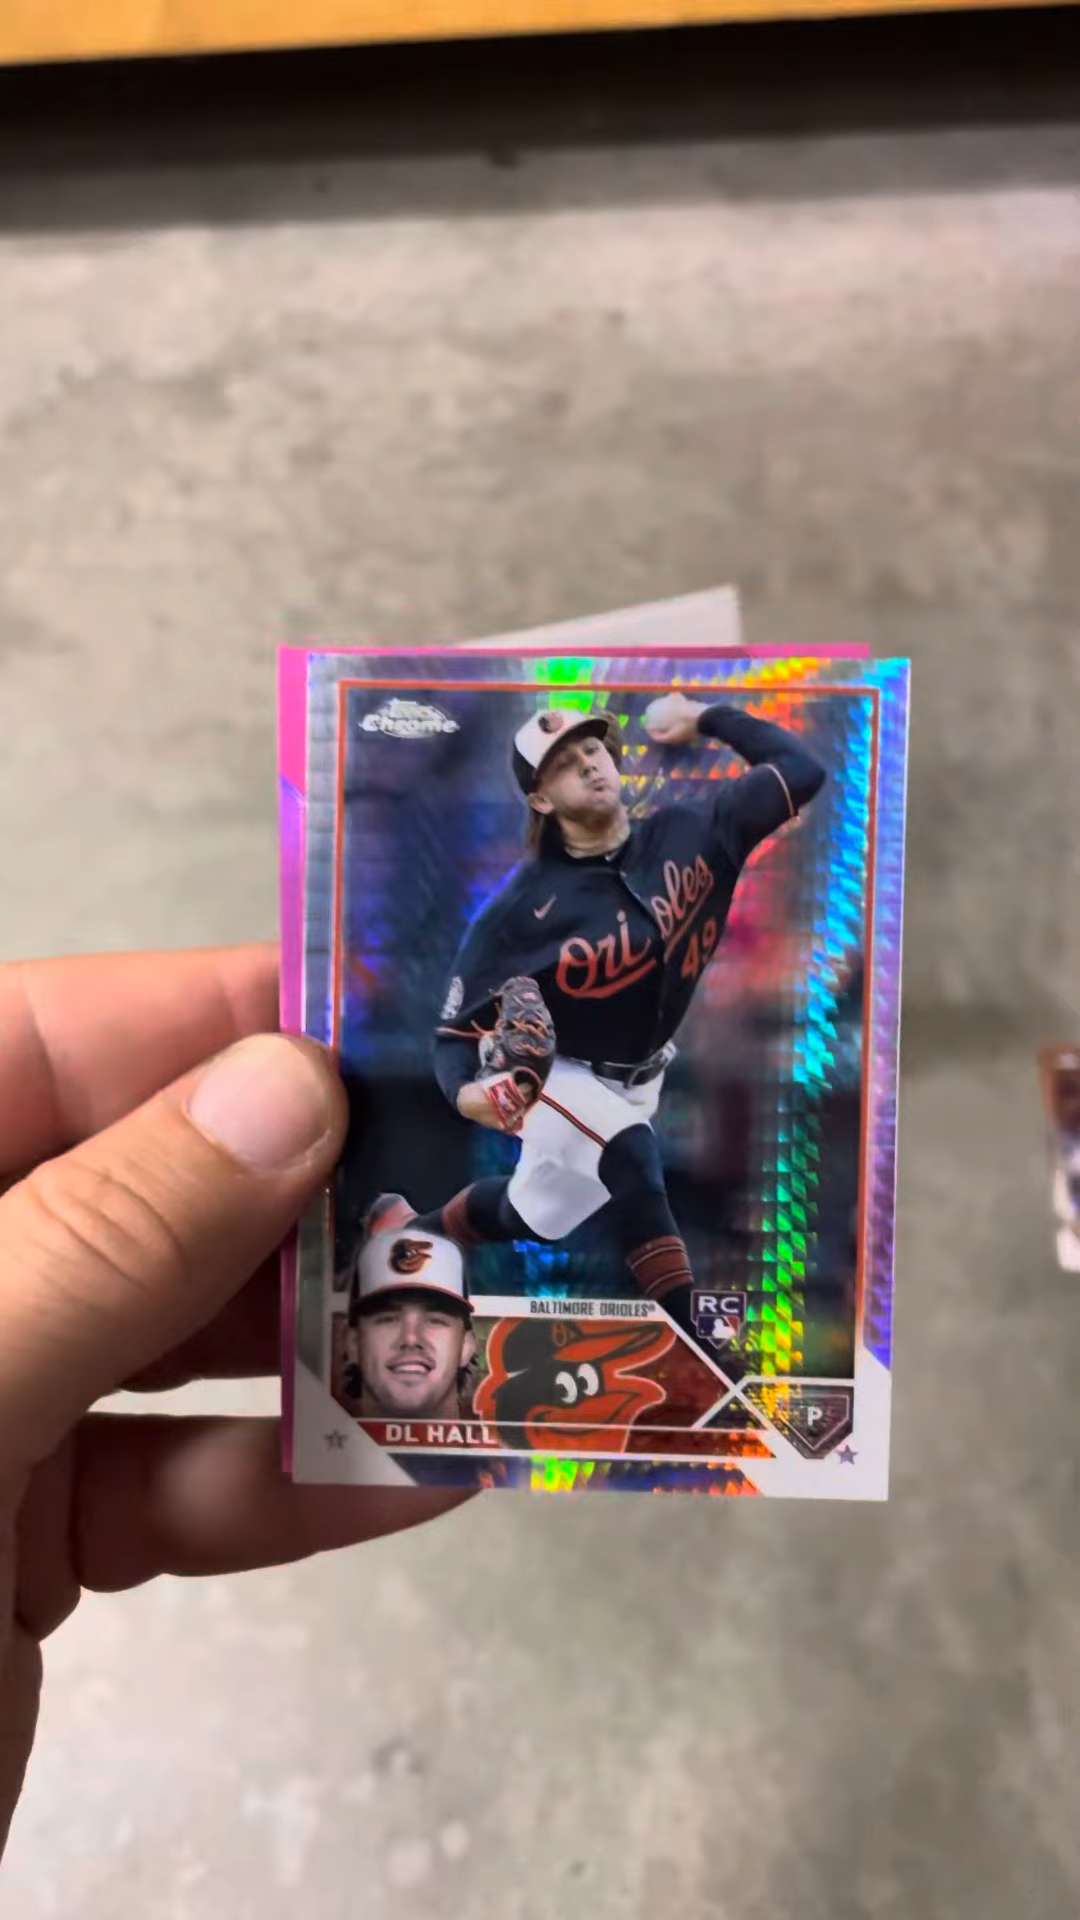 Topps
Chrome
Orioles
49
BALTIMORE ORIOLES®
RC
P
DL HALL